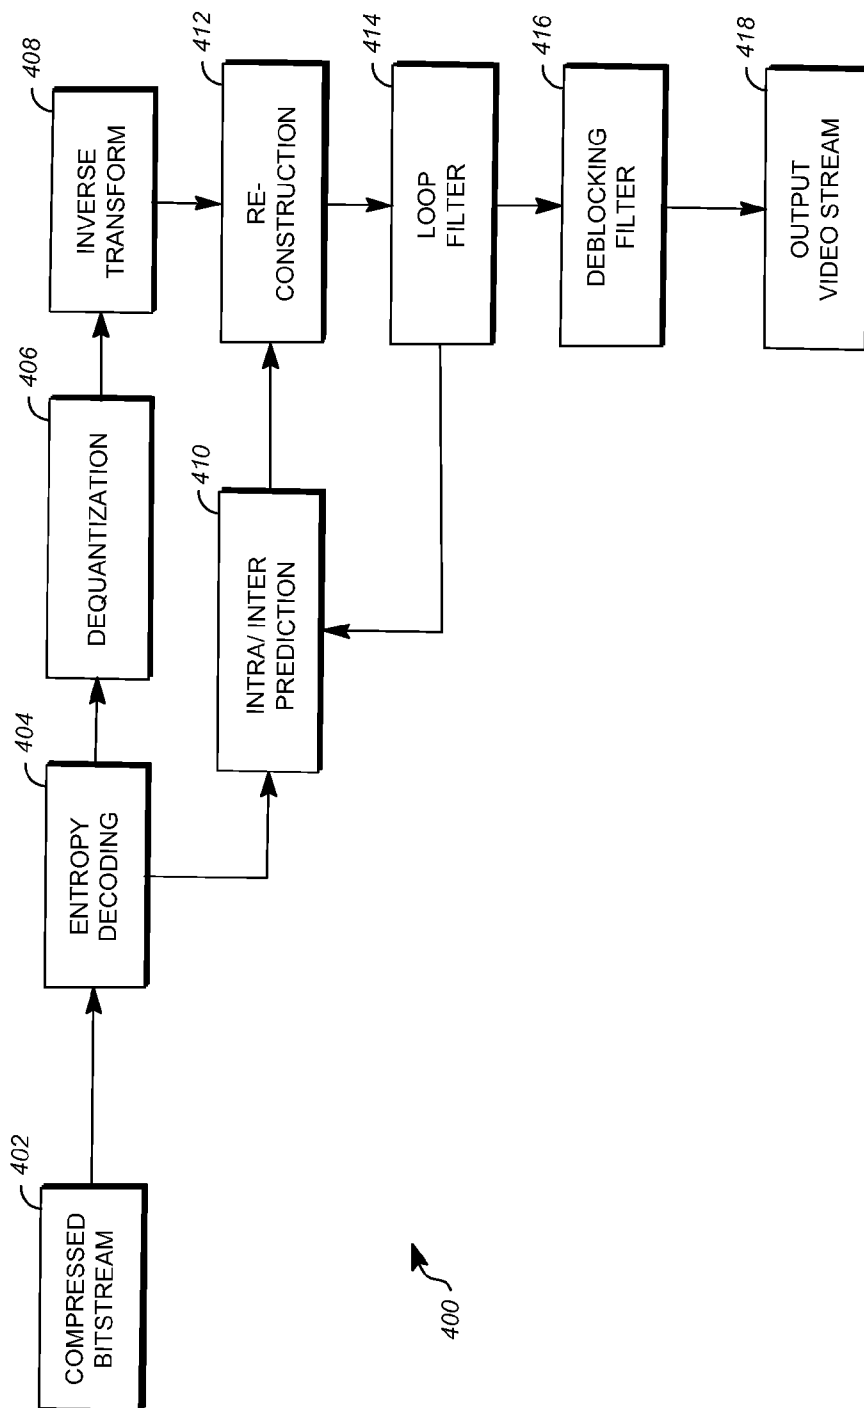 402
COMPRESSED
BITSTREAM
404
ENTROPY
DECODING
406
DEQUANTIZATION
408
INVERSE
TRANSFORM
410
INTRA/ INTER
PREDICTION
412
RE-
CONSTRUCTION
414
LOOP
FILTER
416
DEBLOCKING
FILTER
418
OUTPUT
VIDEO STREAM
400